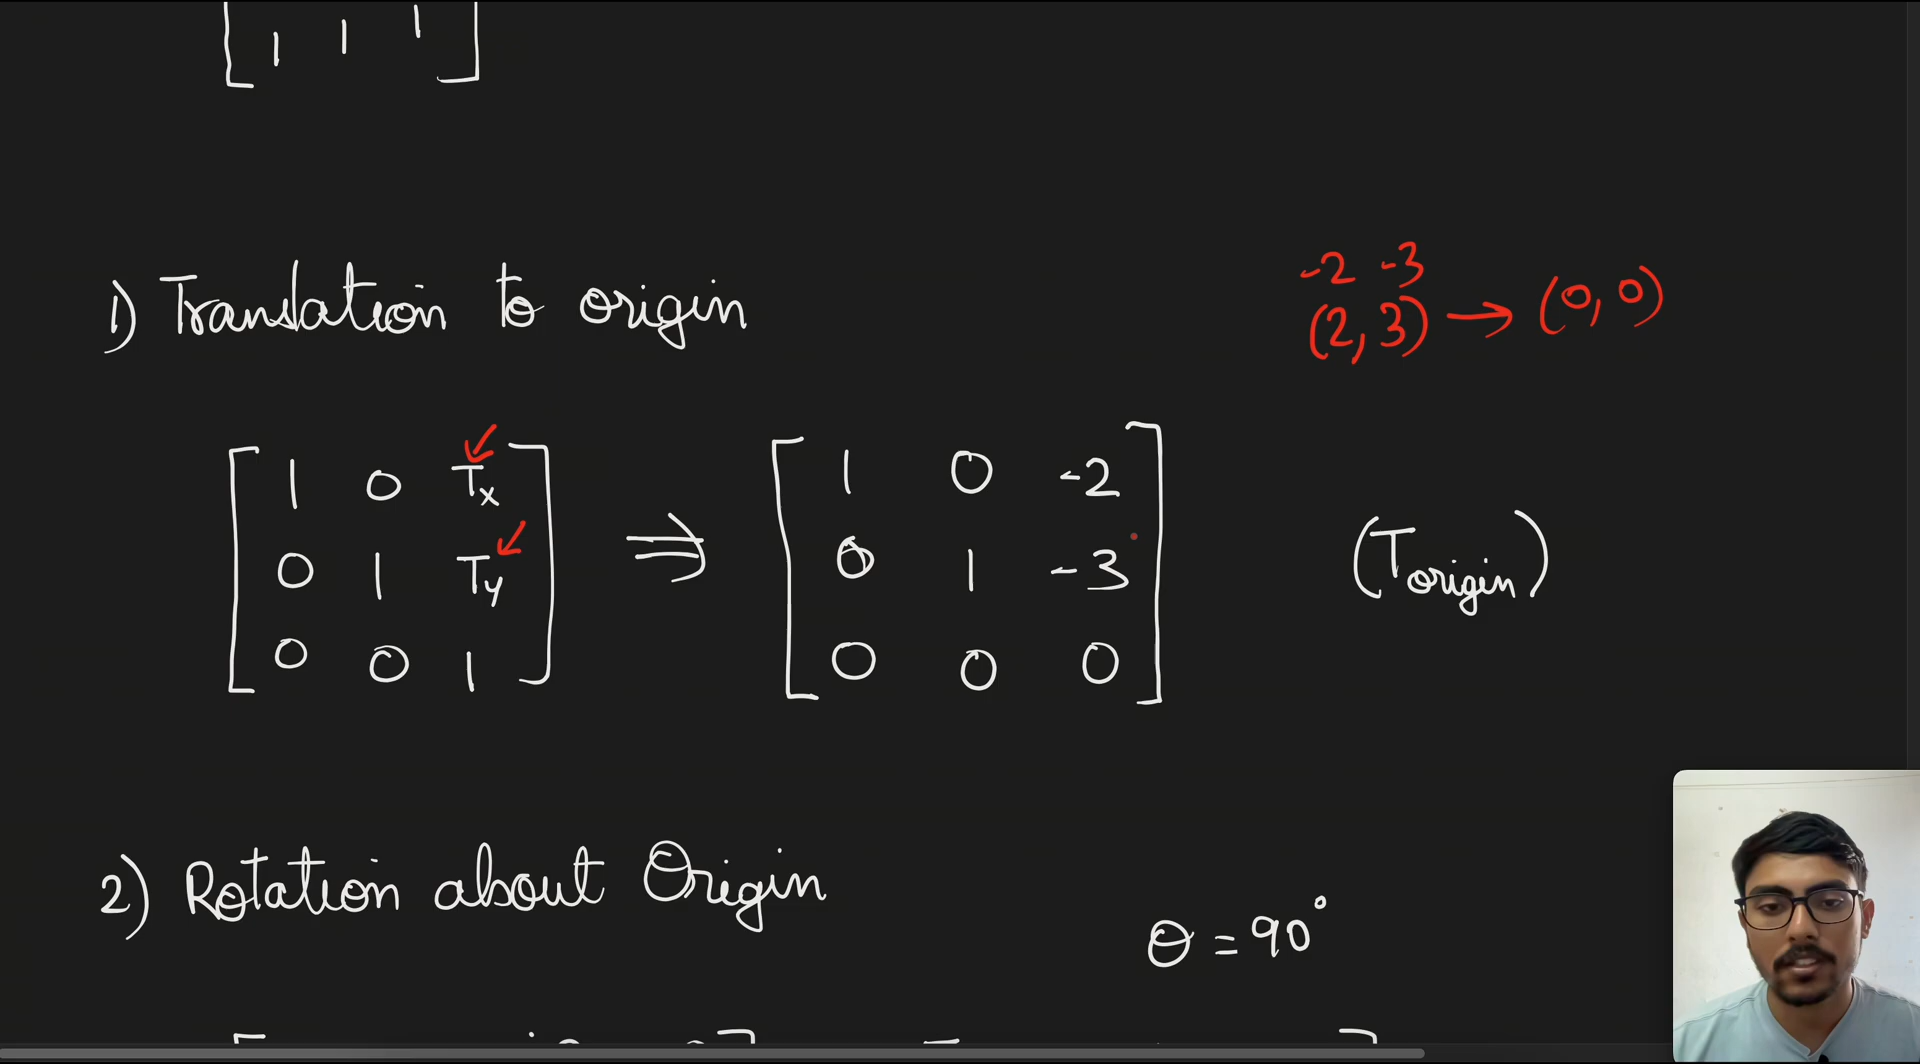 1 1 1
1) Translation to origin
-2 -3
(2, 3) → (0, 0)
1 0 Tx
0 1 Ty
0 0 1
⇒
1 0 -2
0 1 -3
0 0 0
(Torigin)
2) Rotation about Origin
θ = 90°